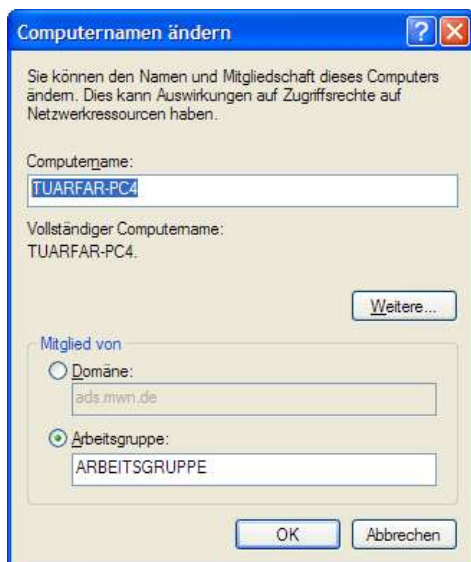 Computernamen ändern
Sie können den Namen und Mitgliedschaft dieses Computers
ändern. Dies kann Auswirkungen auf Zugriffsrechte auf
Netzwerkressourcen haben.
Computername:
TUARFAR-PC4
Vollständiger Computername:
TUARFAR-PC4.
Weitere...
Mitglied von
Domäne:
ads.mwn.de
Arbeitsgruppe:
ARBEITSGRUPPE
OK Abbrechen